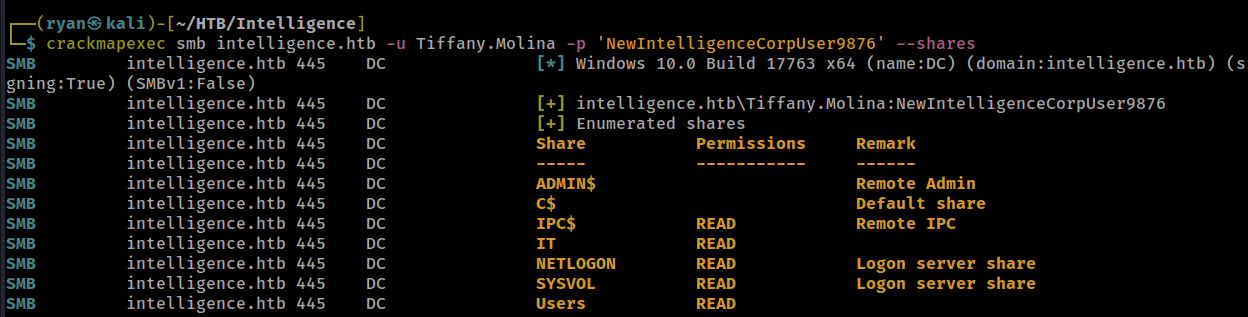 ┌──(ryan㉿kali)-[~/HTB/Intelligence]
└─$ crackmapexec smb intelligence.htb -u Tiffany.Molina -p 'NewIntelligenceCorpUser9876' --shares
SMB         intelligence.htb 445    DC               [*] Windows 10.0 Build 17763 x64 (name:DC) (domain:intelligence.htb) (s
gning:True) (SMBv1:False)
SMB         intelligence.htb 445    DC               [+] intelligence.htb\Tiffany.Molina:NewIntelligenceCorpUser9876
SMB         intelligence.htb 445    DC               [+] Enumerated shares
SMB         intelligence.htb 445    DC               Share           Permissions     Remark
SMB         intelligence.htb 445    DC               -----           -----------     ------
SMB         intelligence.htb 445    DC               ADMIN$                          Remote Admin
SMB         intelligence.htb 445    DC               C$                              Default share
SMB         intelligence.htb 445    DC               IPC$            READ            Remote IPC
SMB         intelligence.htb 445    DC               IT              READ
SMB         intelligence.htb 445    DC               NETLOGON        READ            Logon server share
SMB         intelligence.htb 445    DC               SYSVOL          READ            Logon server share
SMB         intelligence.htb 445    DC               Users           READ